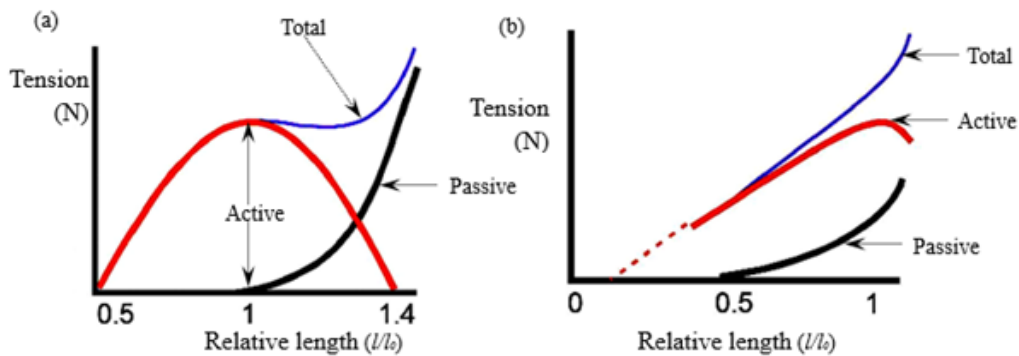 (a)
Total
Tension
(N)
Active
Passive
0.5
1
1.4
Relative length (l/l₀)
(b)
Total
Tension
(N)
Active
Passive
0
0.5
1
Relative length (l/l₀)